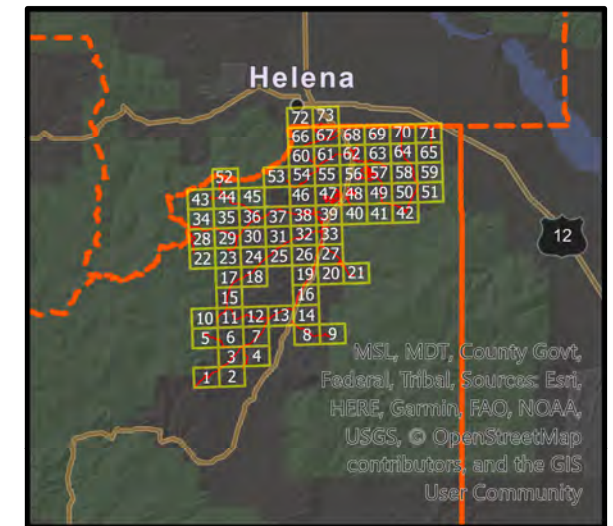 Helena
72 73
66 67 68 69 70 71
60 61 62 63 64 65
52 53 54 55 56 57 58 59
43 44 45 46 47 48 49 50 51
34 35 36 37 38 39 40 41 42
28 29 30 31 32 33
12
22 23 24 25 26 27
17 18 19 20 21
15 16
10 11 12 13 14
5 6 7 8 9
3 4
1 2
MSL, MDT, County Govt,
Federal, Tribal, Sources: Esri,
HERE, Garmin, FAO, NOAA,
USGS, © OpenStreetMap
contributors, and the GIS
User Community